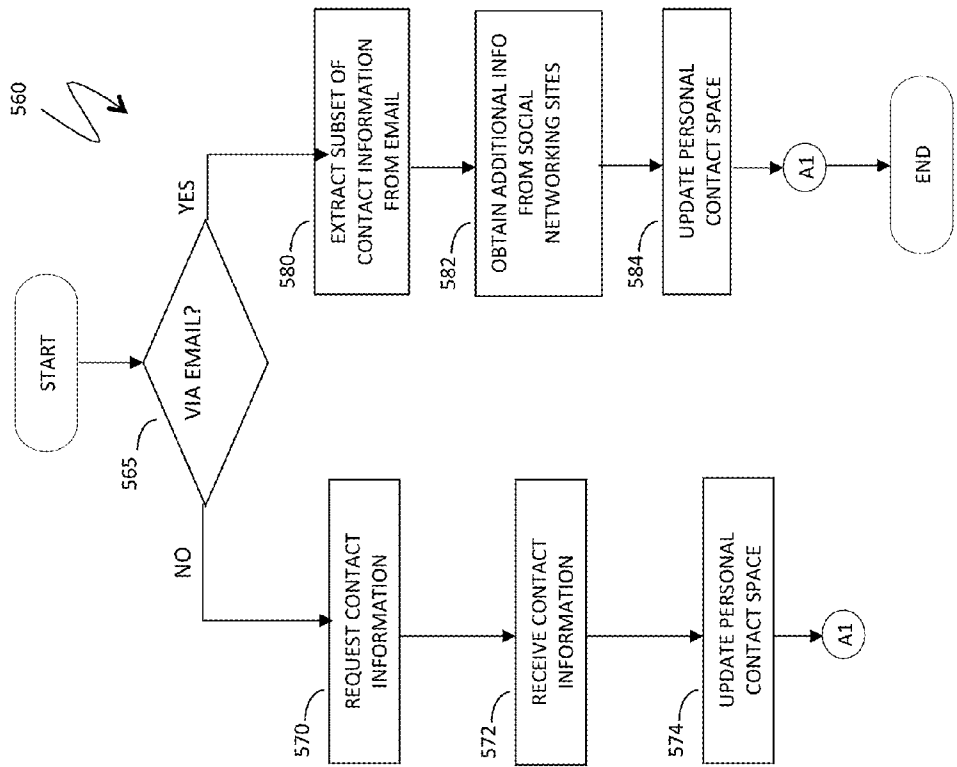 560
START
VIA EMAIL?
565
NO
YES
570
REQUEST CONTACT
INFORMATION
572
RECEIVE CONTACT
INFORMATION
574
UPDATE PERSONAL
CONTACT SPACE
A1
580
EXTRACT SUBSET OF
CONTACT INFORMATION
FROM EMAIL
582
OBTAIN ADDITIONAL INFO
FROM SOCIAL
NETWORKING SITES
584
UPDATE PERSONAL
CONTACT SPACE
A1
END